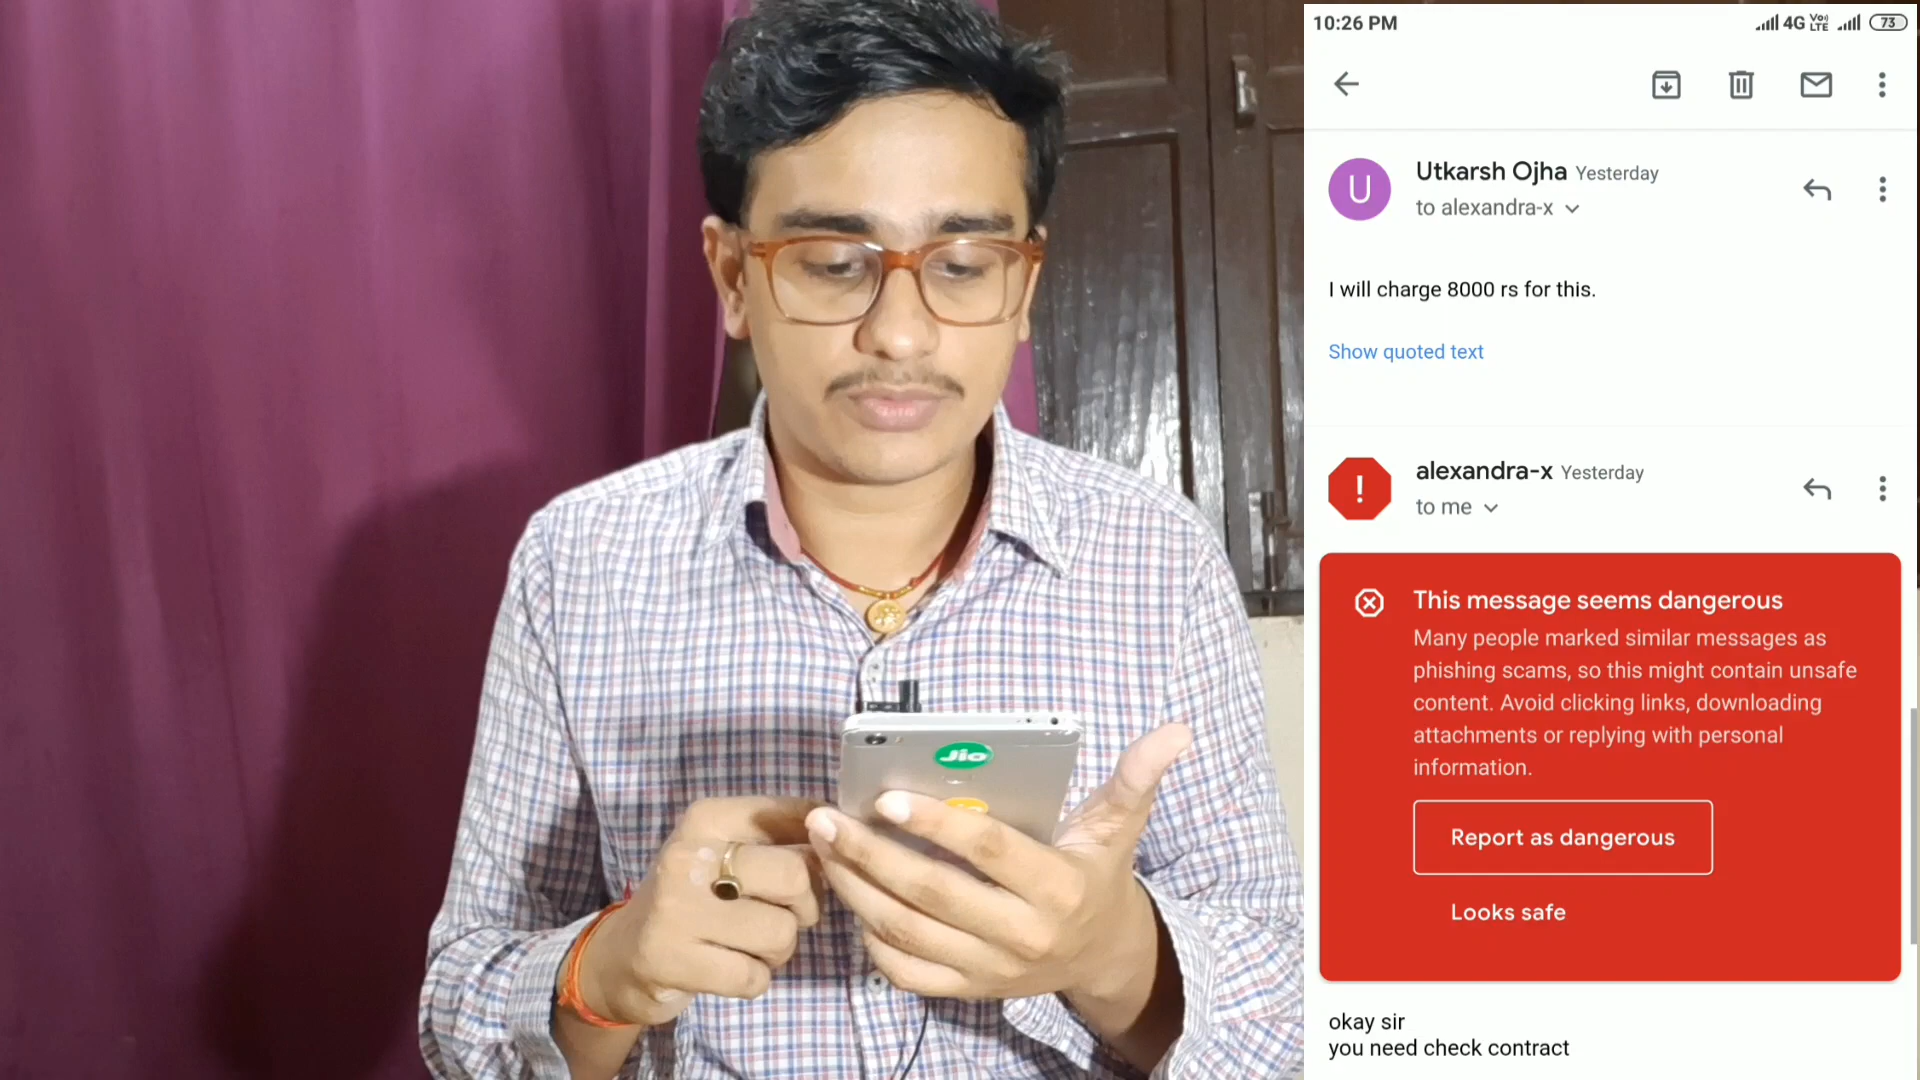 10:26 PM
4G Vo) LTE 73
U
Utkarsh Ojha Yesterday
to alexandra-x
I will charge 8000 rs for this.
Show quoted text
!
alexandra-x Yesterday
to me
This message seems dangerous
Many people marked similar messages as
phishing scams, so this might contain unsafe
content. Avoid clicking links, downloading
attachments or replying with personal
information.
Report as dangerous
Looks safe
okay sir
you need check contract
Jio